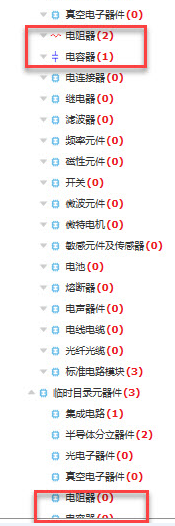 真空电子器件(0)
电阻器(2)
电容器(1)
电连接器(0)
继电器(0)
滤波器(0)
频率元件(0)
磁性元件(0)
开关(0)
微波元件(0)
微特电机(0)
敏感元件及传感器(0)
电池(0)
熔断器(0)
电声器件(0)
电线电缆(0)
光纤光缆(0)
标准电路模块(3)
临时目录元器件(3)
集成电路(1)
半导体分立器件(2)
光电子器件(0)
真空电子器件(0)
电阻器(0)
电容器(0)